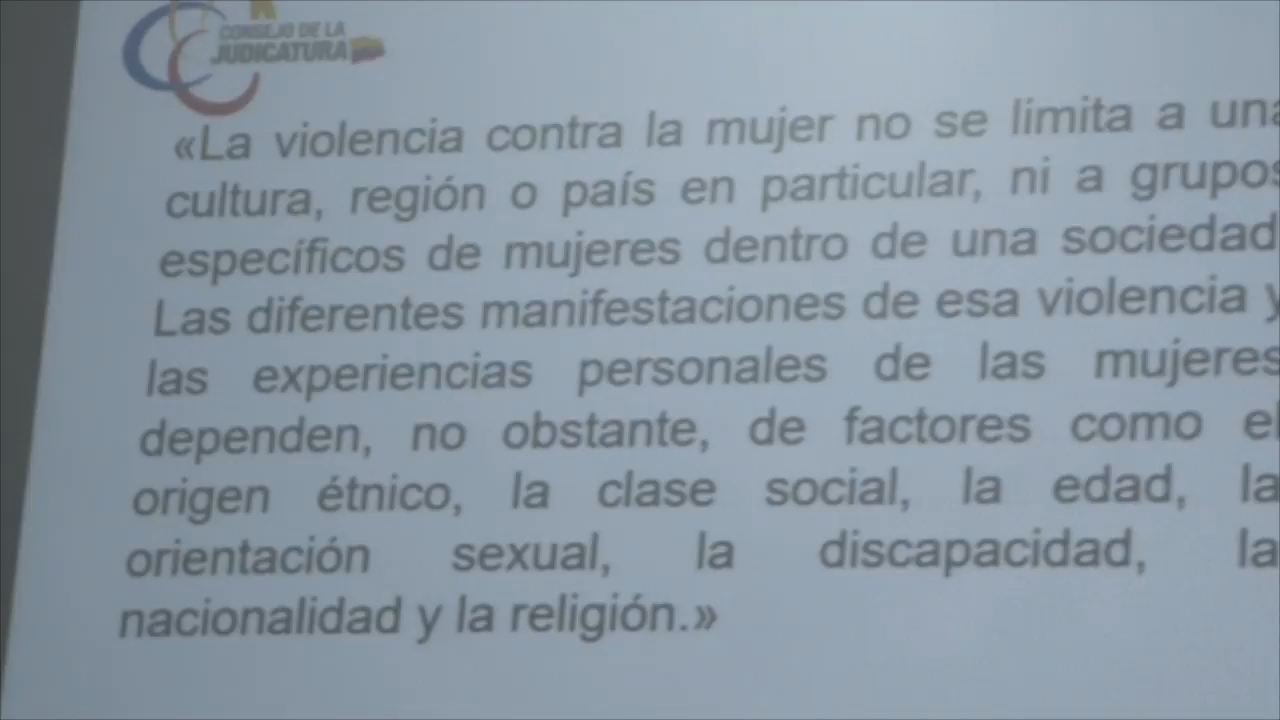 CONSEJO DE LA
JUDICATURA
«La violencia contra la mujer no se limita a una
cultura, región o país en particular, ni a grupos
específicos de mujeres dentro de una sociedad
Las diferentes manifestaciones de esa violencia y
las experiencias personales de las mujeres
dependen, no obstante, de factores como el
origen étnico, la clase social, la edad, la
orientación sexual, la discapacidad, la
nacionalidad y la religión.»